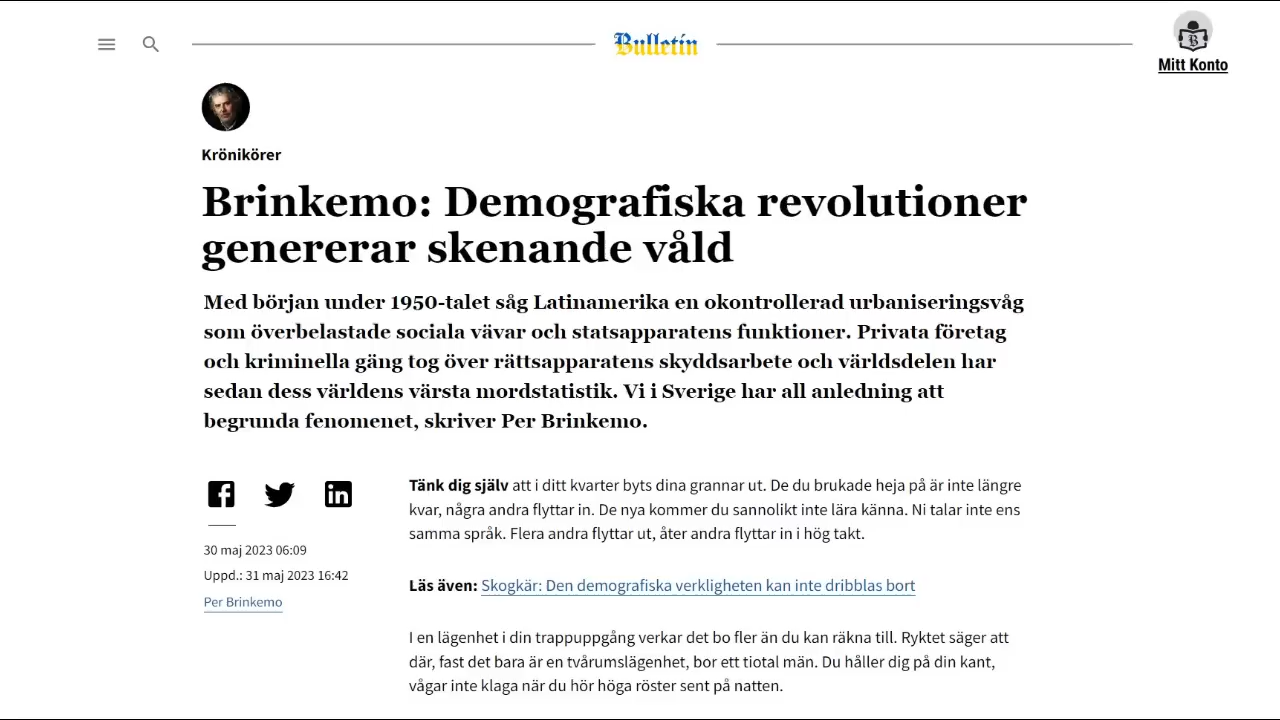 Bulletin
B
Mitt Konto
Krönikörer
Brinkemo: Demografiska revolutioner
genererar skenande våld
Med början under 1950-talet såg Latinamerika en okontrollerad urbaniseringsvåg
som överbelastade sociala vävar och statsapparatens funktioner. Privata företag
och kriminella gäng tog över rättsapparatens skyddsarbete och världsdelen har
sedan dess världens värsta mordstatistik. Vi i Sverige har all anledning att
begrunda fenomenet, skriver Per Brinkemo.
30 maj 2023 06:09
Uppd.: 31 maj 2023 16:42
Per Brinkemo
Tänk dig själv att i ditt kvarter byts dina grannar ut. De du brukade heja på är inte längre
kvar, några andra flyttar in. De nya kommer du sannolikt inte lära känna. Ni talar inte ens
samma språk. Flera andra flyttar ut, åter andra flyttar in i hög takt.
Läs även: Skogkär: Den demografiska verkligheten kan inte dribblas bort
I en lägenhet i din trappuppgång verkar det bo fler än du kan räkna till. Ryktet säger att
där, fast det bara är en tvårumslägenhet, bor ett tiotal män. Du håller dig på din kant,
vågar inte klaga när du hör höga röster sent på natten.